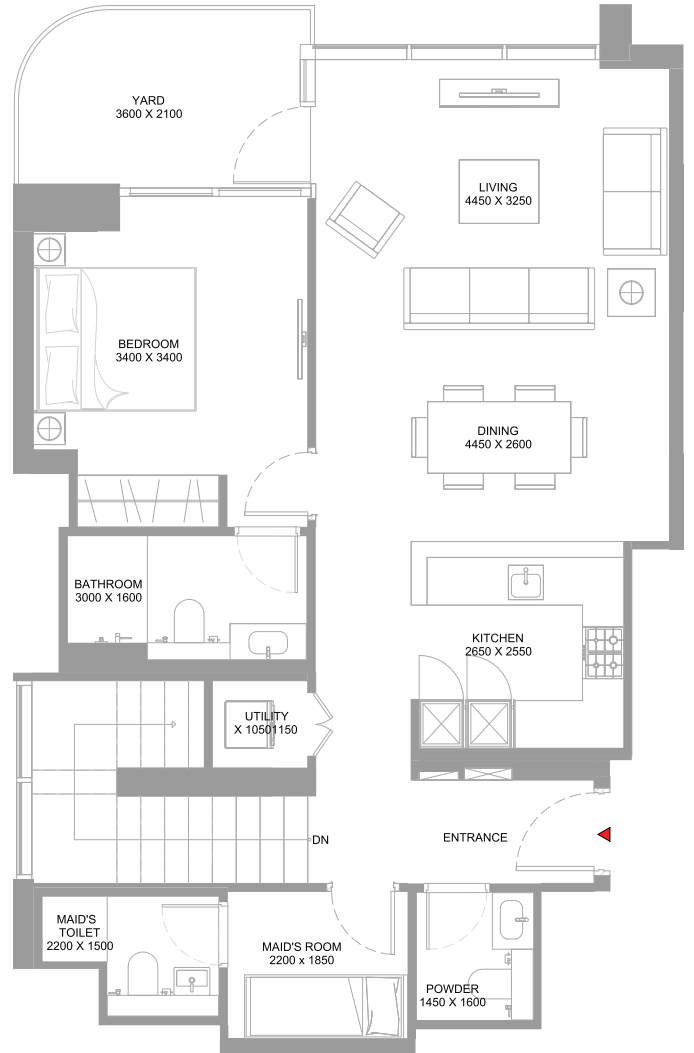 YARD
3600 X 2100
LIVING
4450 X 3250
BEDROOM
3400 X 3400
DINING
4450 X 2600
BATHROOM
3000 X 1600
KITCHEN
2650 X 2550
UTILITY
X 10501150
DN
ENTRANCE
MAID'S
TOILET
2200 X 1500
MAID'S ROOM
2200 x 1850
POWDER
1450 X 1600